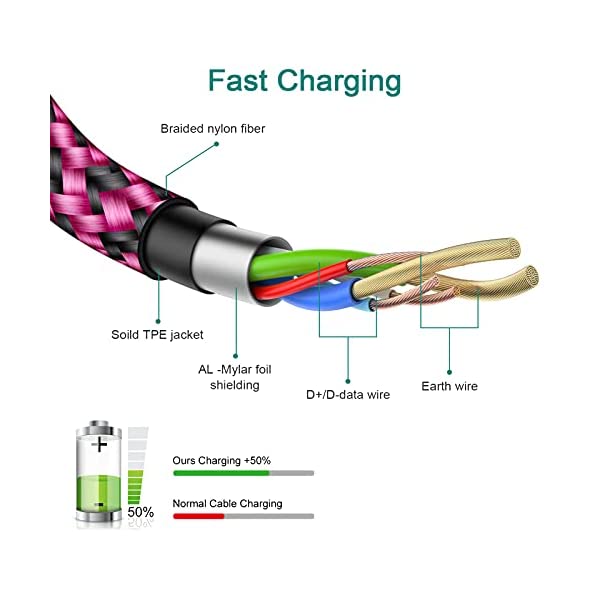 Fast Charging
Braided nylon fiber
Soild TPE jacket
AL -Mylar foil
shielding
D+/D-data wire
Earth wire
Ours Charging +50%
Normal Cable Charging
50%